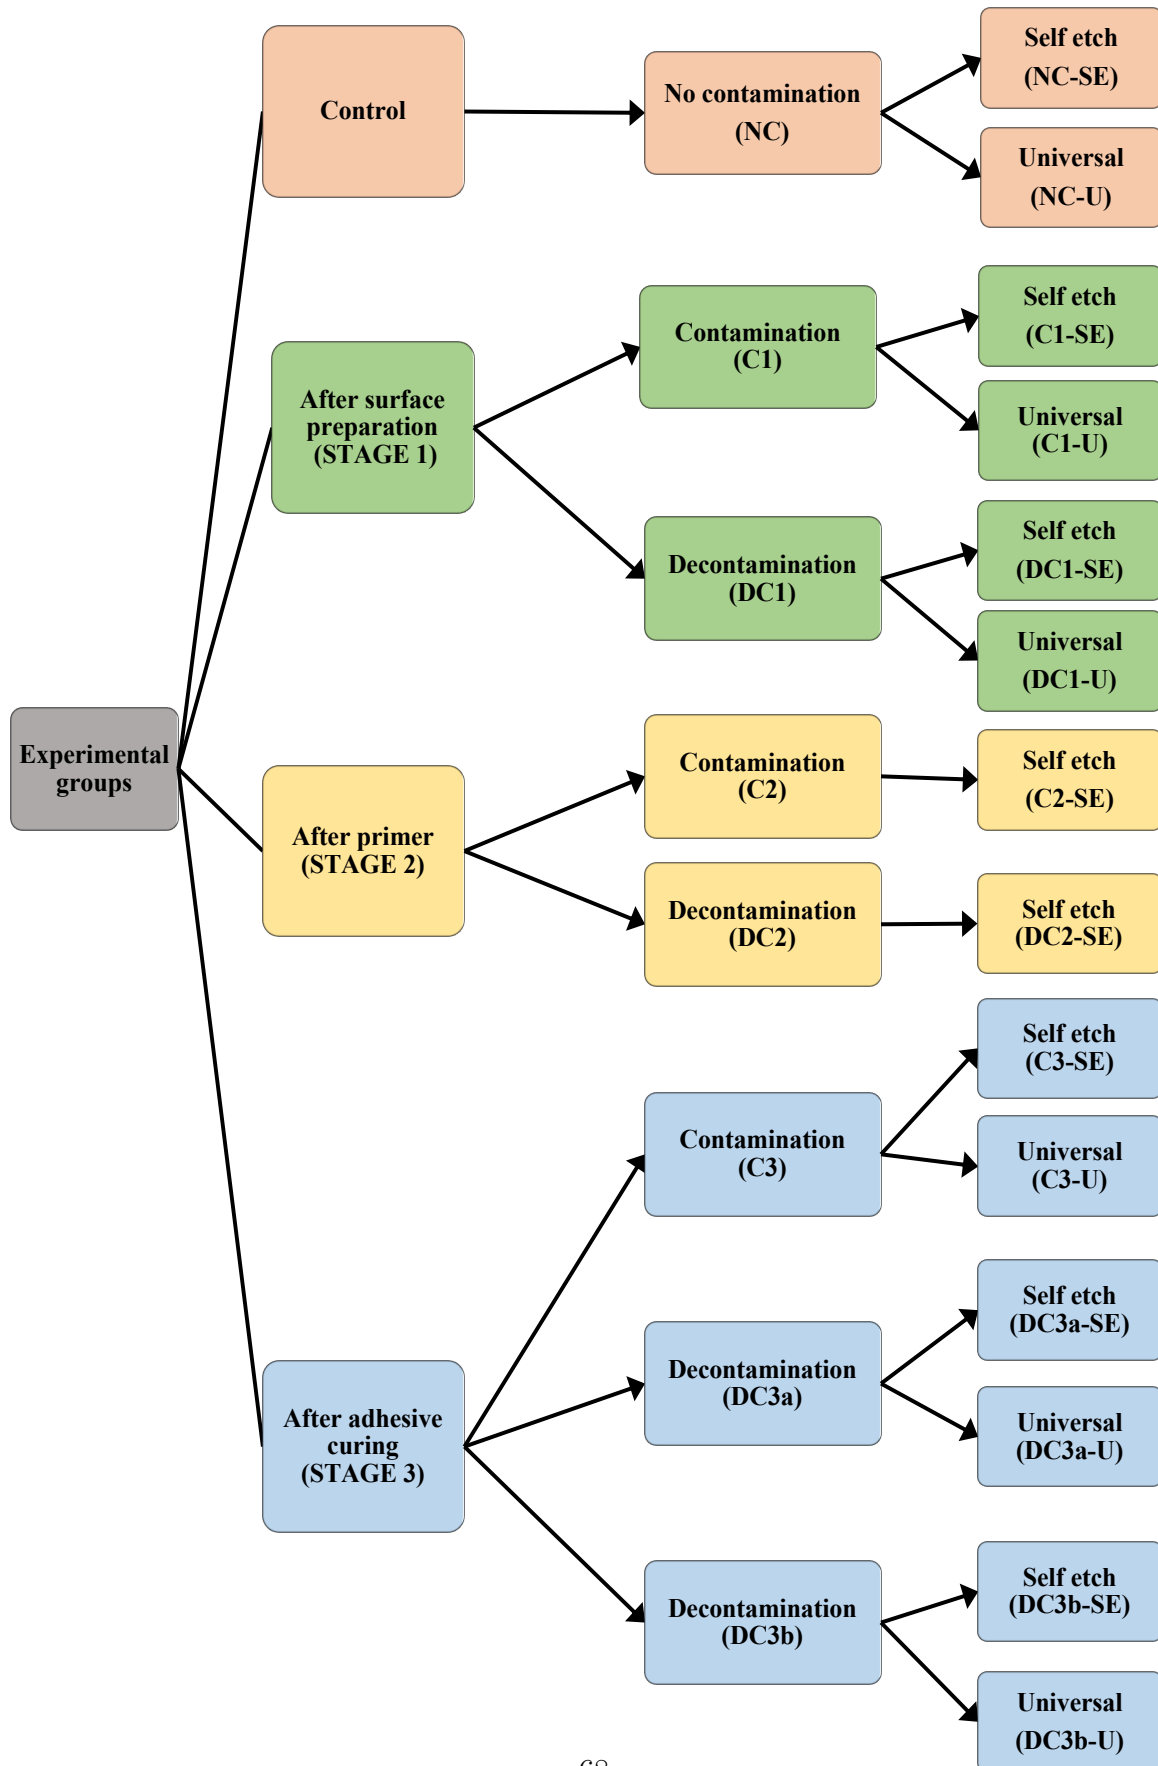 Experimental
groups
Control
No contamination
(NC)
Self etch
(NC-SE)
Universal
(NC-U)
After surface
preparation
(STAGE 1)
Contamination
(C1)
Self etch
(C1-SE)
Universal
(C1-U)
Decontamination
(DC1)
Self etch
(DC1-SE)
Universal
(DC1-U)
After primer
(STAGE 2)
Contamination
(C2)
Self etch
(C2-SE)
Decontamination
(DC2)
Self etch
(DC2-SE)
After adhesive
curing
(STAGE 3)
Contamination
(C3)
Self etch
(C3-SE)
Universal
(C3-U)
Decontamination
(DC3a)
Self etch
(DC3a-SE)
Universal
(DC3a-U)
Decontamination
(DC3b)
Self etch
(DC3b-SE)
Universal
(DC3b-U)